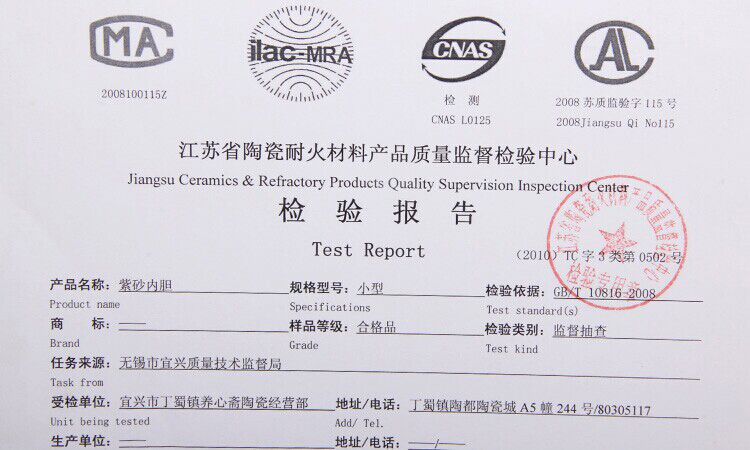 MA
ilac-MRA
CNAS
AL
2008100115Z
检 测
CNAS L0125
2008 苏质监验字 115 号
2008Jiangsu Qi No115
江苏省陶瓷耐火材料产品质量监督检验中心
Jiangsu Ceramics & Refractory Products Quality Supervision Inspection Center
检 验 报 告
Test Report
(2010) TC 字 3 类第 0502 号
产品名称: 紫砂内胆 规格型号: 小型 检验依据: GB/T 10816-2008
Product name Specifications Test standard(s)
商 标: —— 样品等级: 合格品 检验类别: 监督抽查
Brand Grade Test kind
任务来源: 无锡市宜兴质量技术监督局
Task from
受检单位: 宜兴市丁蜀镇养心斋陶瓷经营部 地址/电话: 丁蜀镇陶都陶瓷城 A5 幢 244 号/80305117
Unit being tested Add/ Tel.
生产单位: —— 地址/电话: ——/——